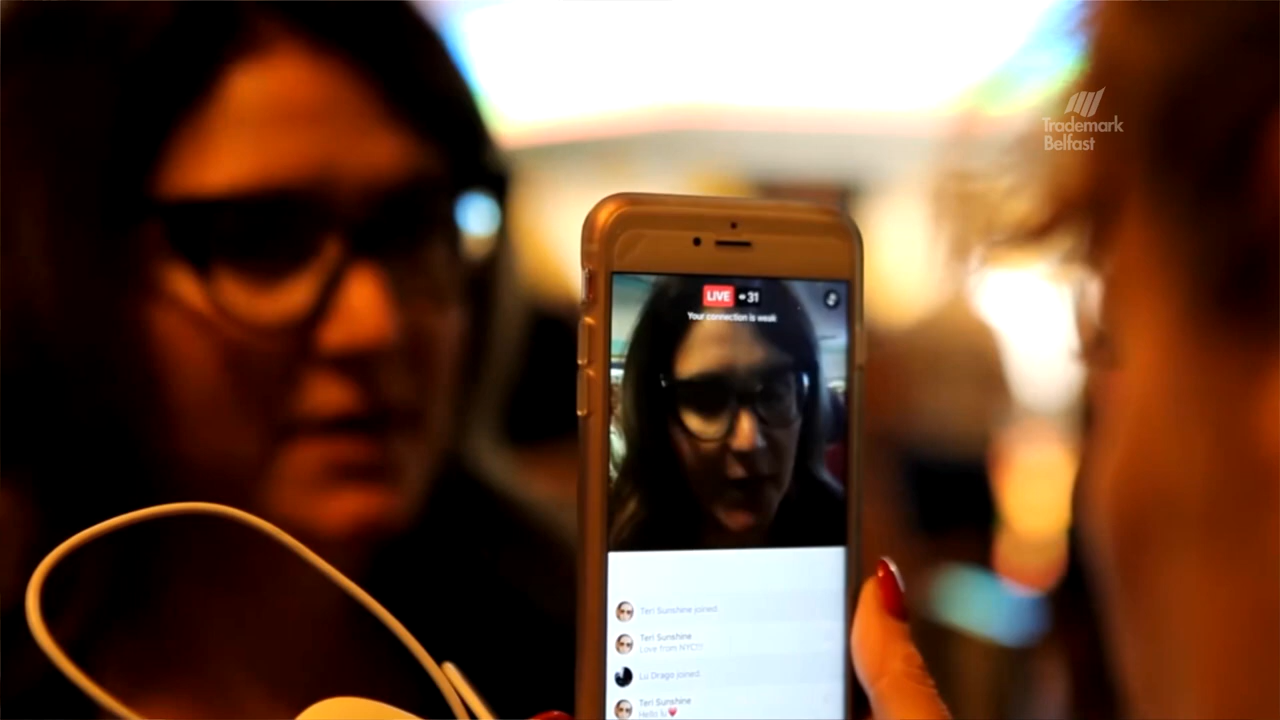 Trademark
Belfast
LIVE 31
Your connection is weak
Teri Sunshine joined.
Teri Sunshine
Love from NYC!!!
Lu Drago joined.
Teri Sunshine
Hello lu❤